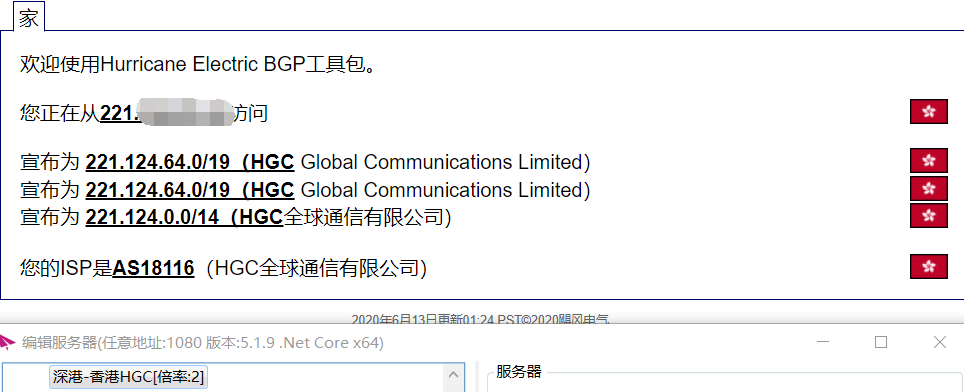 家
欢迎使用Hurricane Electric BGP工具包。
您正在从221.访问
宣布为 221.124.64.0/19（HGC Global Communications Limited）
宣布为 221.124.64.0/19（HGC Global Communications Limited）
宣布为 221.124.0.0/14（HGC全球通信有限公司）
您的ISP是AS18116（HGC全球通信有限公司）
2020年6月13日更新01:24 PST©2020飓风电气
编辑服务器(任意地址:1080 版本:5.1.9 .Net Core x64)
深港-香港HGC[倍率:2]
服务器